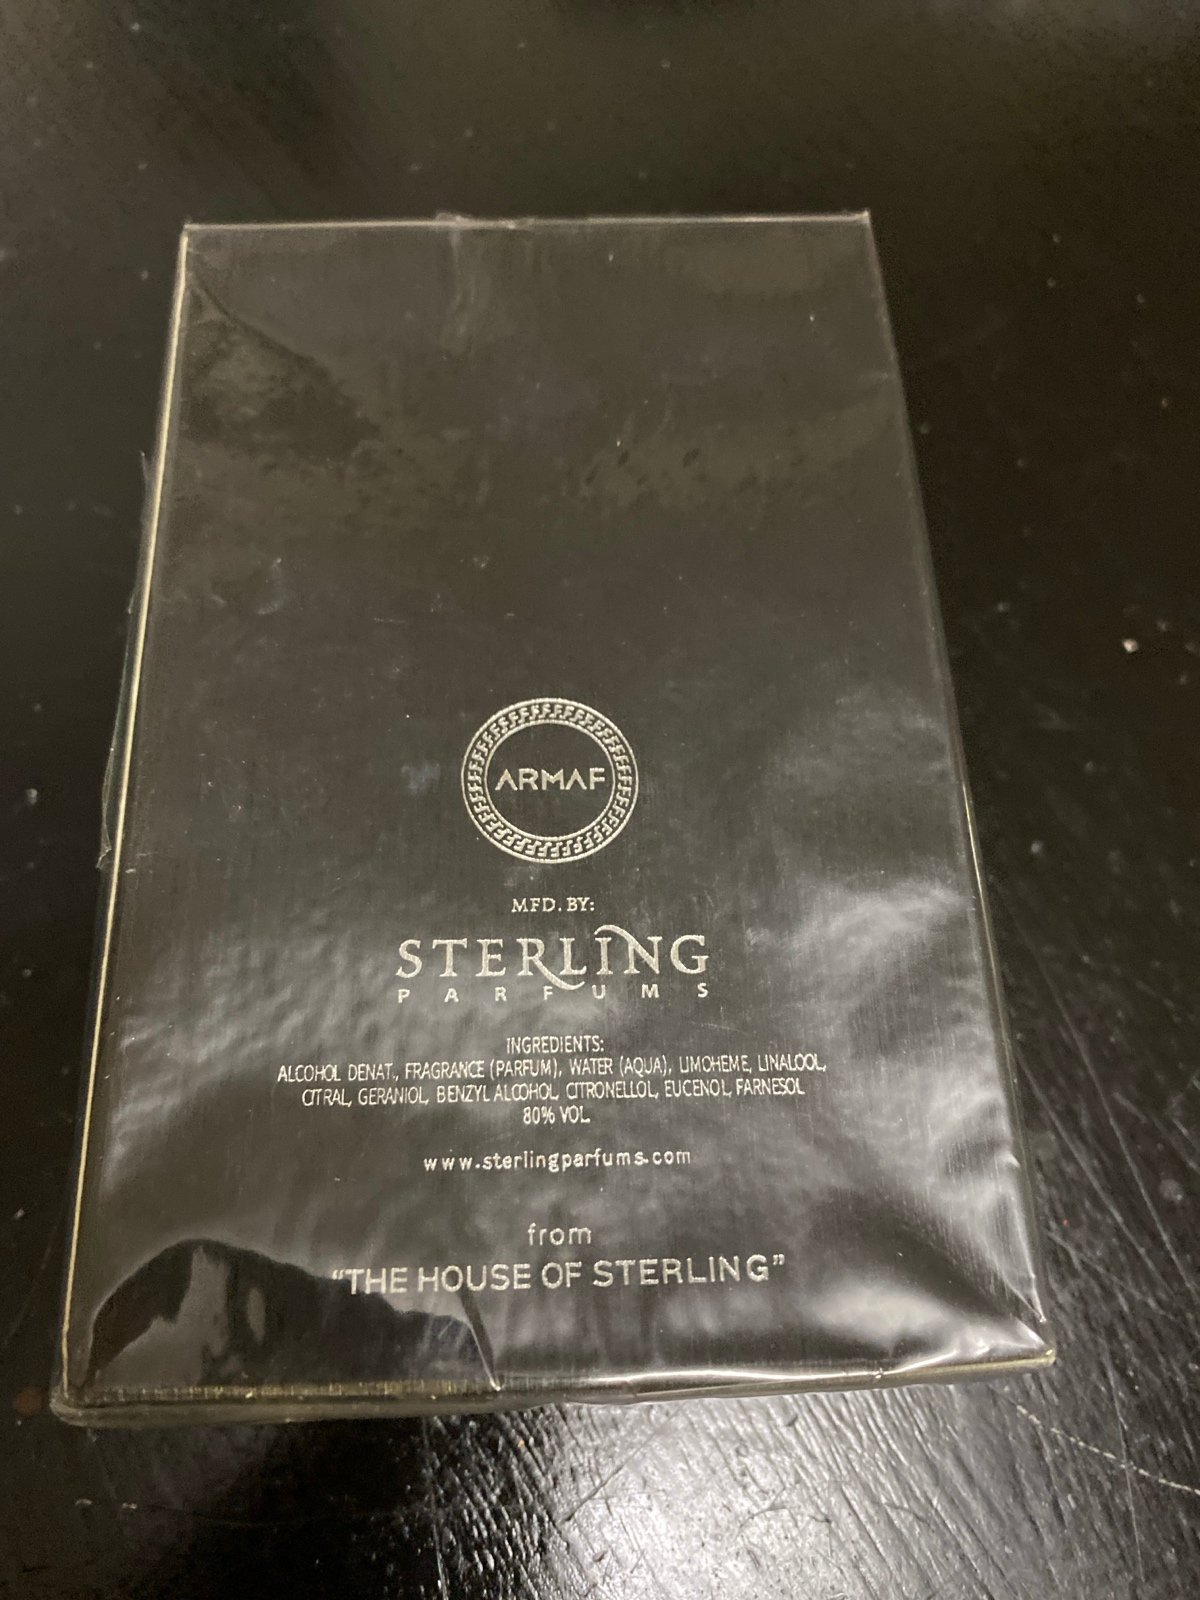 ARMAF
MFD. BY:
STERLING
PARFUMS
INGREDIENTS:
ALCOHOL DENAT., FRAGRANCE (PARFUM), WATER (AQUA), LIMOHEME, LINALOOL,
CITRAL, GERANIOL, BENZYL ALCOHOL, CITRONELLOL, EUCENOL, FARNESOL
80% VOL.
www.sterlingparfums.com
from
"THE HOUSE OF STERLING"